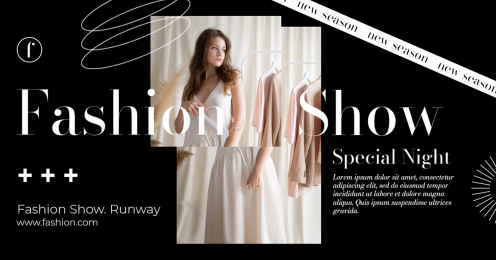 new season new season new season
f
Fashion Show
Special Night
Lorem ipsum dolor sit amet, consectetur
adipiscing elit, sed do eiusmod tempor
incididunt ut labore et dolore magna
aliqua. Quis ipsum suspendisse ultrices
gravida.
+++
Fashion Show. Runway
www.fashion.com